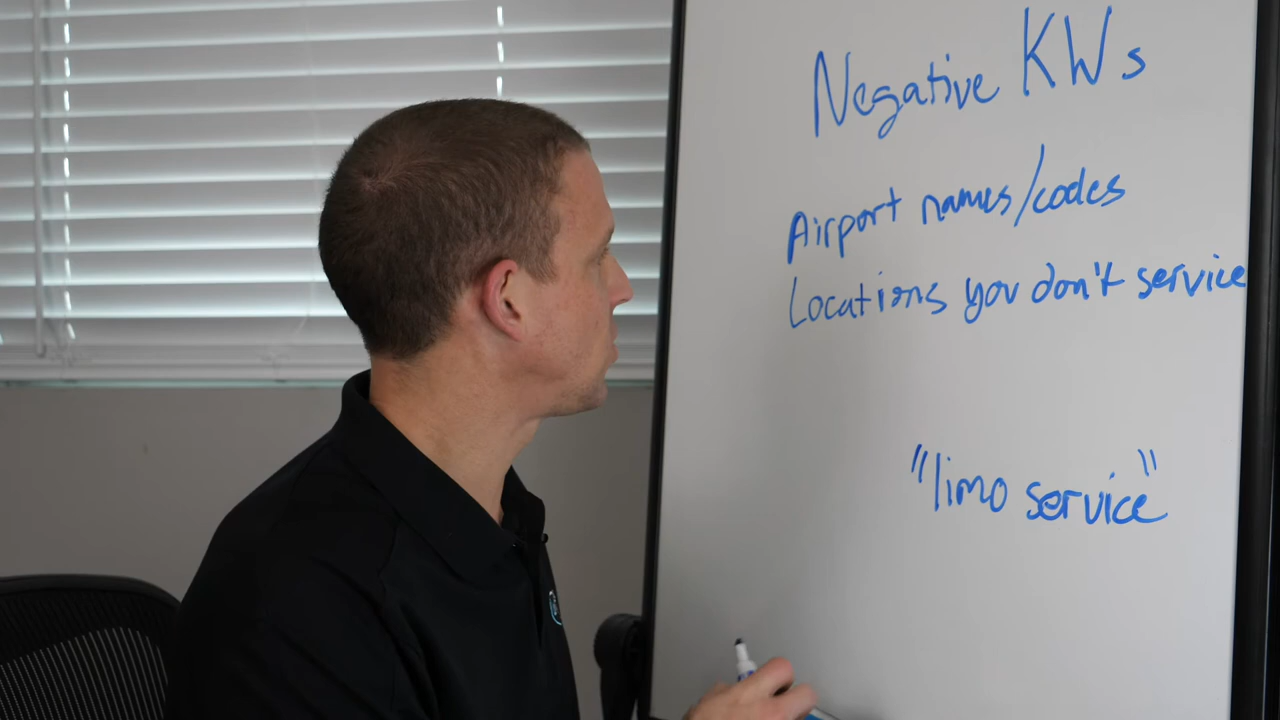 Negative KWs
Airport names/codes
Locations you don't service
"limo service"